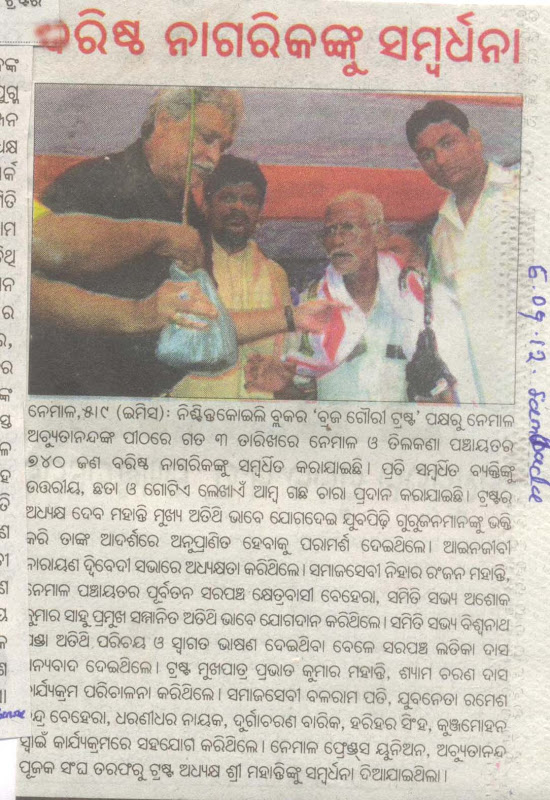 ବରିଷ୍ଠ ନାଗରିକଙ୍କୁ ସମ୍ବର୍ଧନା
ନେମାଳ,୫।୯ (ଇମିସ): ନିଶ୍ଚିନ୍ତକୋଇଲି ବ୍ଲକର ‘ବ୍ରଜ ଗୌରୀ ଟ୍ରଷ୍ଟ’ ପକ୍ଷରୁ ନେମାଳ
ଅଚ୍ୟୁତାନନ୍ଦଙ୍କ ପୀଠରେ ଗତ ୩ ତାରିଖରେ ନେମାଳ ଓ ତିଲକଣା ପଞ୍ଚାୟତର
୭୪୦ ଜଣ ବରିଷ୍ଠ ନାଗରିକଙ୍କୁ ସମ୍ବର୍ଧିତ କରାଯାଇଛି। ପ୍ରତି ସମ୍ବର୍ଧିତ ବ୍ୟକ୍ତିଙ୍କୁ
ଉତ୍ତରୀୟ, ଛତା ଓ ଗୋଟିଏ ଲେଖାଏଁ ଆମ୍ବ ଗଛ ଚାରା ପ୍ରଦାନ କରାଯାଇଛି। ଟ୍ରଷ୍ଟର
ଅଧ୍ୟକ୍ଷ ଦେବ ମହାନ୍ତି ମୁଖ୍ୟ ଅତିଥି ଭାବେ ଯୋଗଦେଇ ଯୁବପିଢ଼ି ଗୁରୁଜନମାନଙ୍କୁ ଭକ୍ତି
କରି ତାଙ୍କ ଆଦର୍ଶରେ ଅନୁପ୍ରାଣିତ ହେବାକୁ ପରାମର୍ଶ ଦେଇଥିଲେ। ଆଇନଜୀବୀ
ନାରାୟଣ ଦ୍ବିବେଦୀ ସଭାରେ ଅଧ୍ୟକ୍ଷତା କରିଥିଲେ। ସମାଜସେବୀ ନିହାର ରଂଜନ ମହାନ୍ତି,
ନେମାଳ ପଞ୍ଚାୟତର ପୂର୍ବତନ ସରପଞ୍ଚ କ୍ଷେତ୍ରବାସୀ ବେହେରା, ସମିତି ସଭ୍ୟ ଅଶୋକ
କୁମାର ସାହୁ ପ୍ରମୁଖ ସମ୍ମାନିତ ଅତିଥି ଭାବେ ଯୋଗଦାନ କରିଥିଲେ। ସମିତି ସଭ୍ୟ ବିଶ୍ୱନାଥ
ପଣ୍ଡା ଅତିଥି ପରିଚୟ ଓ ସ୍ୱାଗତ ଭାଷଣ ଦେଇଥିବା ବେଳେ ସରପଞ୍ଚ ଲତିକା ଦାସ
ଧନ୍ୟବାଦ ଦେଇଥିଲେ। ଟ୍ରଷ୍ଟ ମୁଖପାତ୍ର ପ୍ରଭାତ କୁମାର ମହାନ୍ତି, ଶ୍ୟାମ ଚରଣ ଦାସ
କାର୍ଯ୍ୟକ୍ରମ ପରିଚାଳନା କରିଥିଲେ। ସମାଜସେବୀ ବଳରାମ ପତି, ଯୁବନେତା ରମେଶ
ଚନ୍ଦ୍ର ବେହେରା, ଧରଣୀଧର ନାୟକ, ଦୁର୍ଗାଚରଣ ବାରିକ, ହରିହର ସିଂହ, କୁଞ୍ଜମୋହନ
ସ୍ୱାଇଁ କାର୍ଯ୍ୟକ୍ରମରେ ସହଯୋଗ କରିଥିଲେ। ନେମାଳ ଫ୍ରେଣ୍ଡସ ୟୁନିଅନ, ଅଚ୍ୟୁତାନନ୍ଦ
ପୂଜକ ସଂଘ ତରଫରୁ ଟ୍ରଷ୍ଟ ଅଧ୍ୟକ୍ଷ ଶ୍ରୀ ମହାନ୍ତିଙ୍କୁ ସମ୍ବର୍ଧନା ଦିଆଯାଇଥିଲା।
6.09.12. Sambada